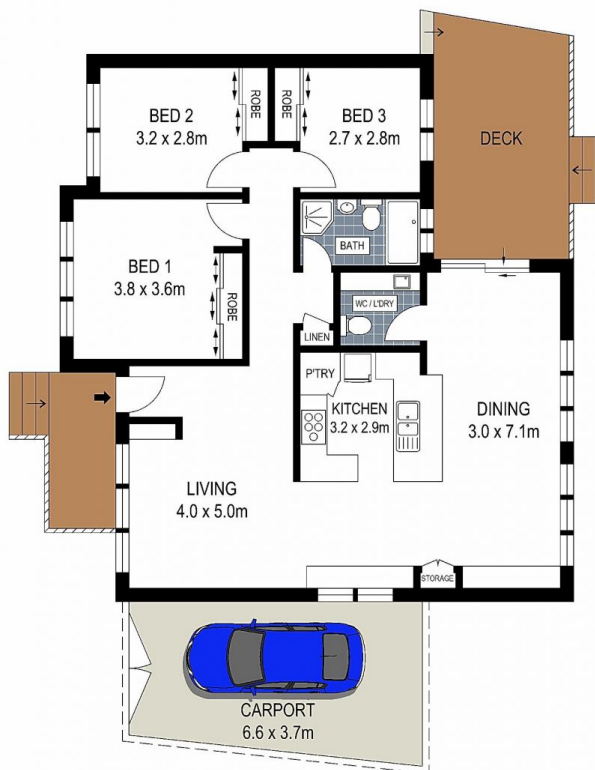 BED 2
3.2 x 2.8m
ROBE
ROBE
BED 3
2.7 x 2.8m
DECK
BED 1
3.8 x 3.6m
ROBE
BATH
WC / L'DRY
LINEN
P'TRY
KITCHEN
3.2 x 2.9m
DINING
3.0 x 7.1m
LIVING
4.0 x 5.0m
STORAGE
CARPORT
6.6 x 3.7m